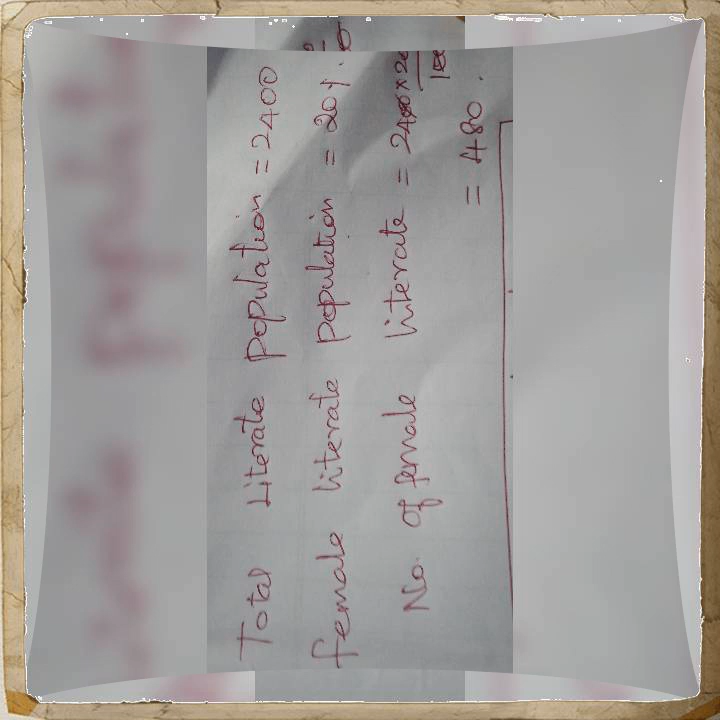 Total Literate population = 2400
female literate population = 20%.
No. of female literate = 2400 × 20
100
= 480.